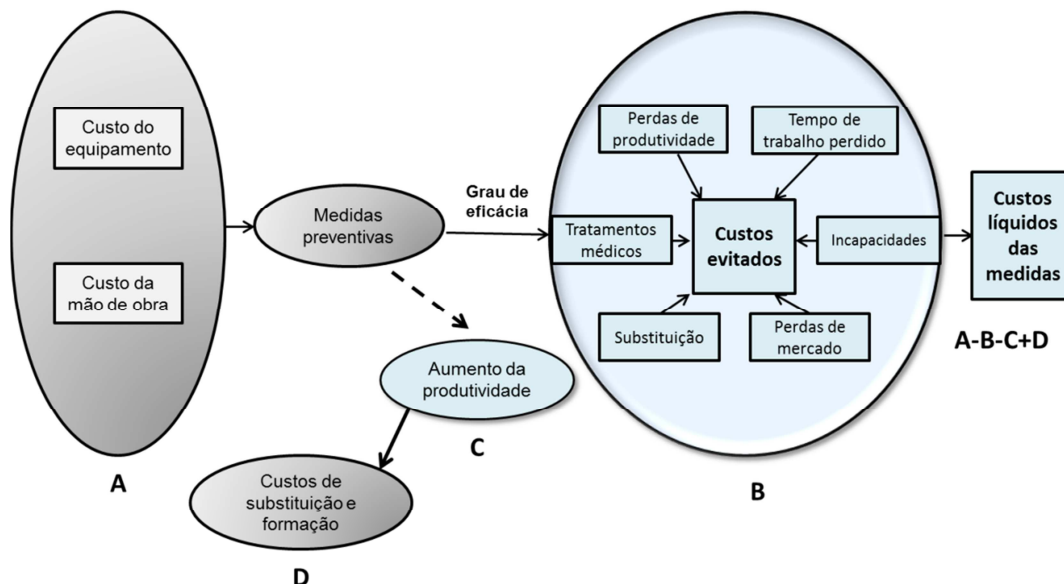 Custo do
equipamento
Custo da
mão de obra
A
Medidas
preventivas
Grau de
eficácia
Aumento da
produtividade
C
Custos de
substituição e
formação
D
Perdas de
produtividade
Tempo de
trabalho perdido
Tratamentos
médicos
Custos
evitados
Incapacidades
Substituição
Perdas de
mercado
B
Custos
líquidos
das
medidas
A-B-C+D